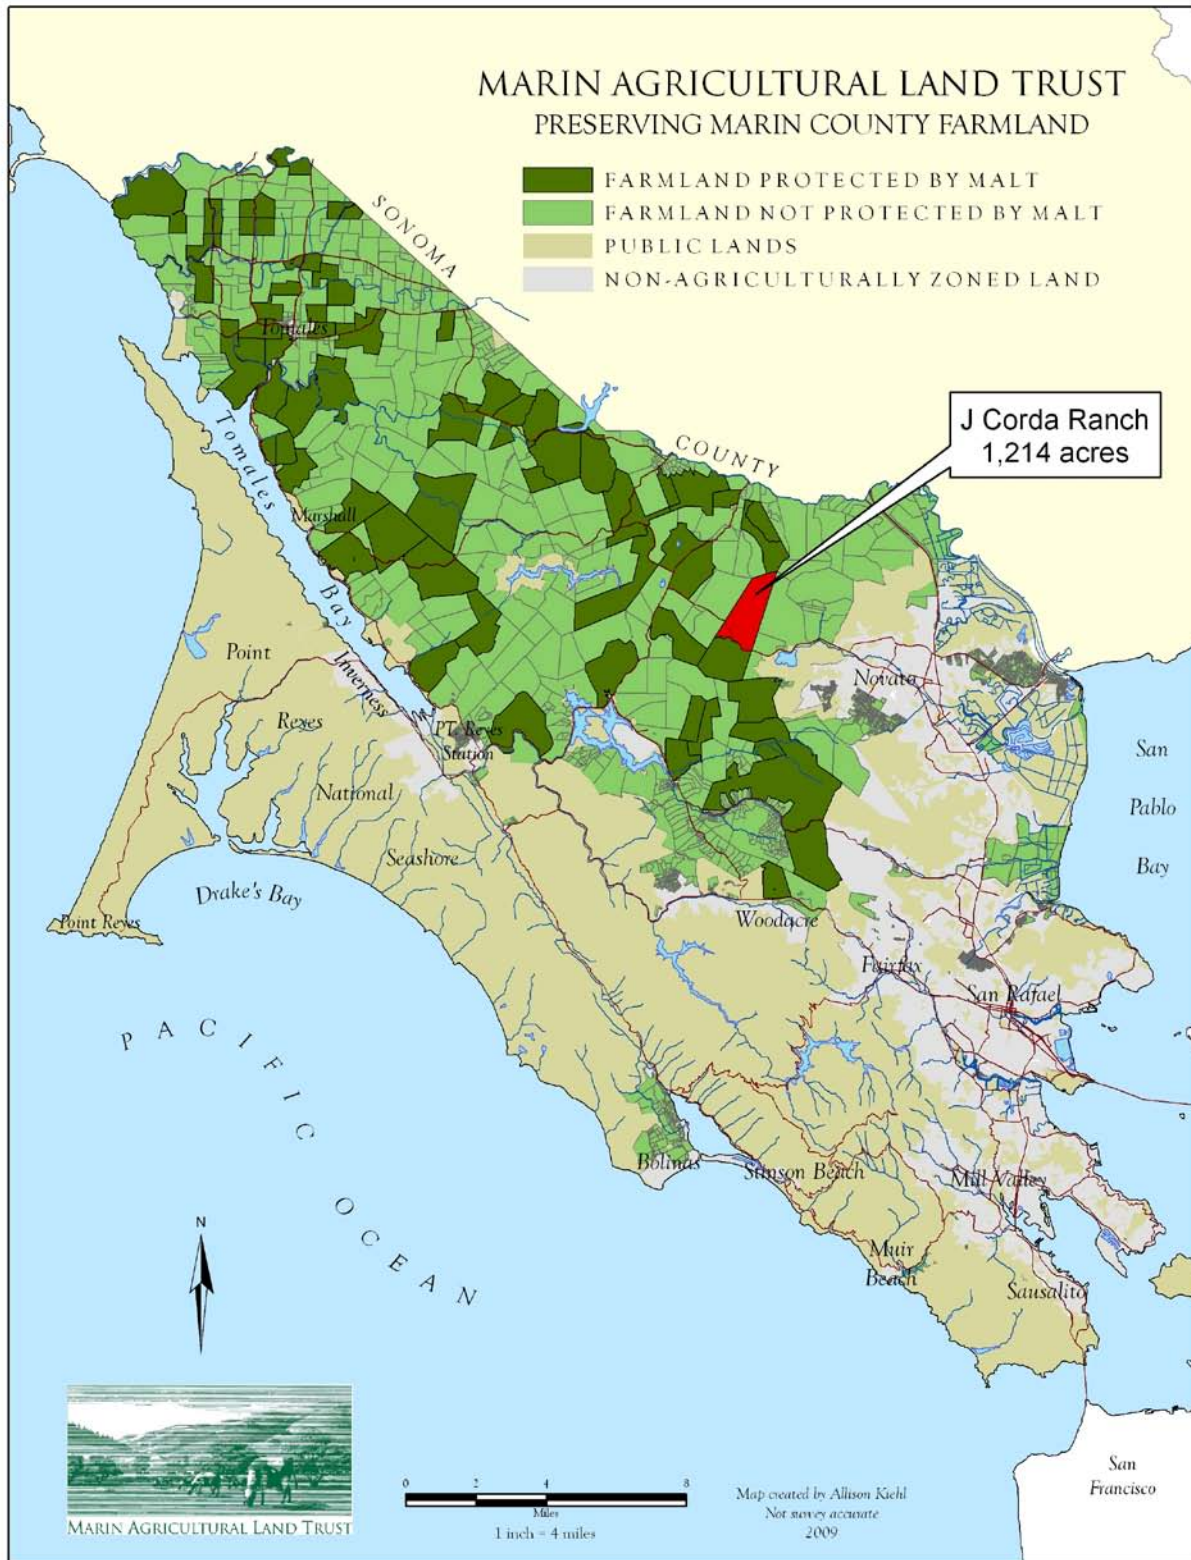 MARIN AGRICULTURAL LAND TRUST
PRESERVING MARIN COUNTY FARMLAND
FARMLAND PROTECTED BY MALT
FARMLAND NOT PROTECTED BY MALT
PUBLIC LANDS
NON-AGRICULTURALLY ZONED LAND
SONOMA
COUNTY
J Corda Ranch
1,214 acres
Tomales
Tomales
Bay
Marshall
Inverness
Point
Reyes
National
Seashore
PT. Reyes
Station
Novato
San
Pablo
Bay
Drake's Bay
Point Reyes
Woodacre
Fairfax
San Rafael
PACIFIC
OCEAN
Bolinas
Stinson Beach
Mill Valley
Muir
Beach
Sausalito
N
MARIN AGRICULTURAL LAND TRUST
0 2 4 8
Miles
1 inch = 4 miles
Map created by Allison Kiehl
Not survey accurate
2009
San
Francisco